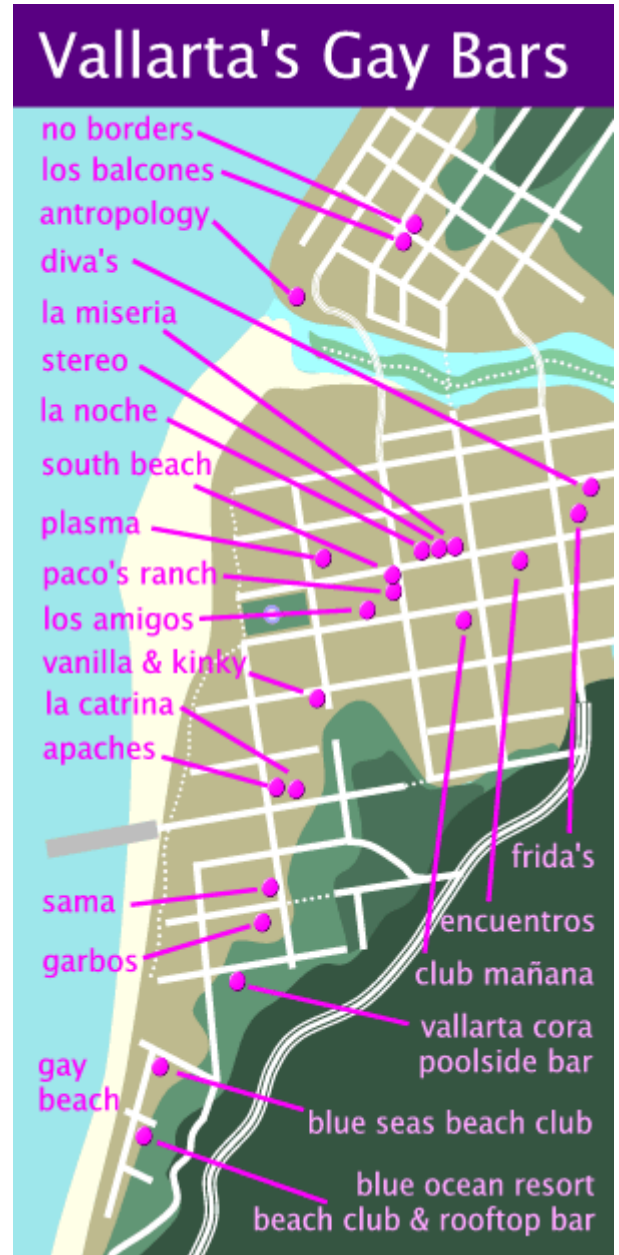 Vallarta's Gay Bars
no borders
los balcones
antropology
diva's
la miseria
stereo
la noche
south beach
plasma
paco's ranch
los amigos
vanilla & kinky
la catrina
apaches
frida's
sama
encuentros
garbos
club mañana
vallarta cora
poolside bar
gay
beach
blue seas beach club
blue ocean resort
beach club & rooftop bar